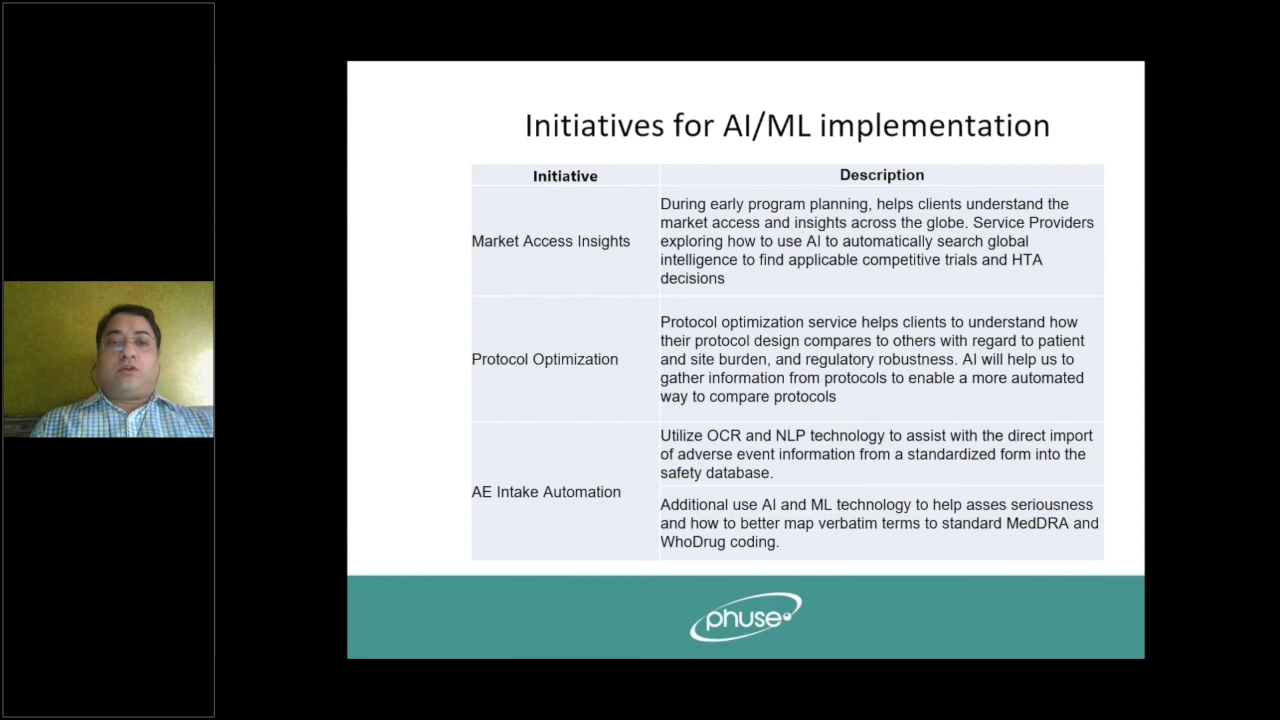 Initiatives for AI/ML implementation
Initiative
Description
Market Access Insights
During early program planning, helps clients understand the
market access and insights across the globe. Service Providers
exploring how to use AI to automatically search global
intelligence to find applicable competitive trials and HTA
decisions
Protocol Optimization
Protocol optimization service helps clients to understand how
their protocol design compares to others with regard to patient
and site burden, and regulatory robustness. AI will help us to
gather information from protocols to enable a more automated
way to compare protocols
AE Intake Automation
Utilize OCR and NLP technology to assist with the direct import
of adverse event information from a standardized form into the
safety database.
Additional use AI and ML technology to help asses seriousness
and how to better map verbatim terms to standard MedDRA and
WhoDrug coding.
phuse